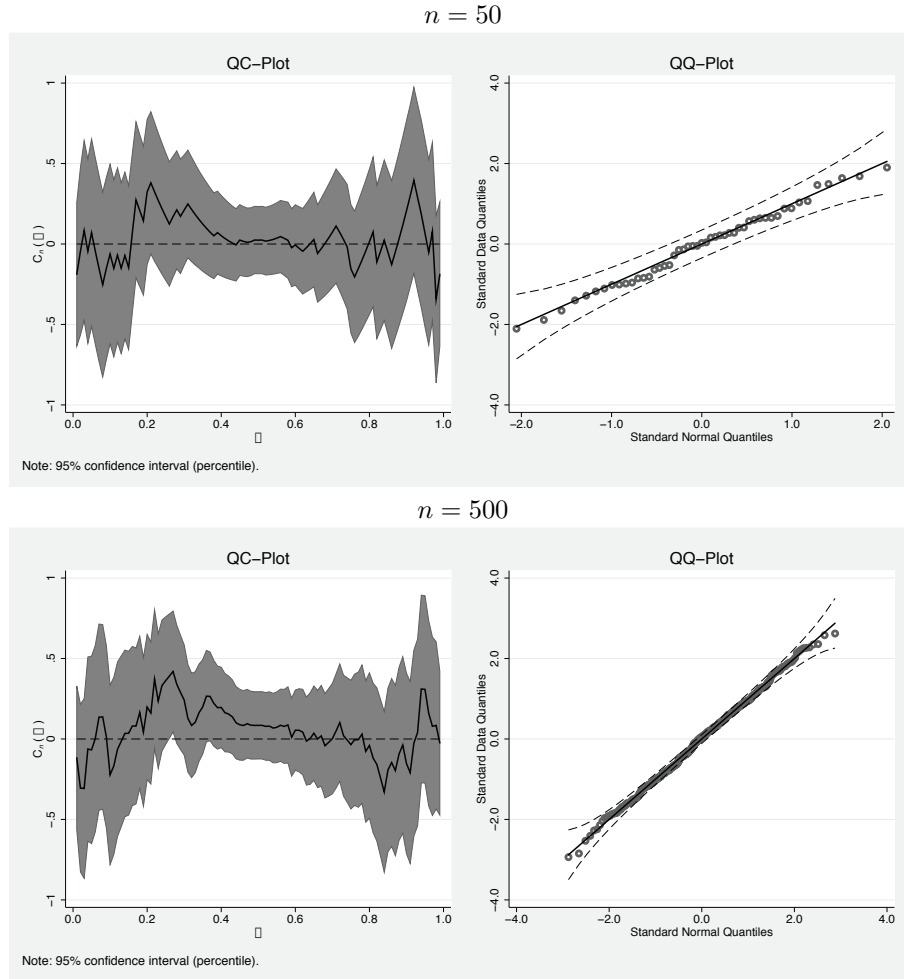 n = 50
QC−Plot
QQ−Plot
1
.5
0
−.5
−1
C_n (▯)
0.0 0.2 0.4 0.6 0.8 1.0
▯
4.0
2.0
0.0
−2.0
−4.0
Standard Data Quantiles
−2.0 −1.0 0.0 1.0 2.0
Standard Normal Quantiles
Note: 95% confidence interval (percentile).
n = 500
QC−Plot
QQ−Plot
1
.5
0
−.5
−1
C_n (▯)
0.0 0.2 0.4 0.6 0.8 1.0
▯
4.0
2.0
0.0
−2.0
−4.0
Standard Data Quantiles
−4.0 −2.0 0.0 2.0 4.0
Standard Normal Quantiles
Note: 95% confidence interval (percentile).